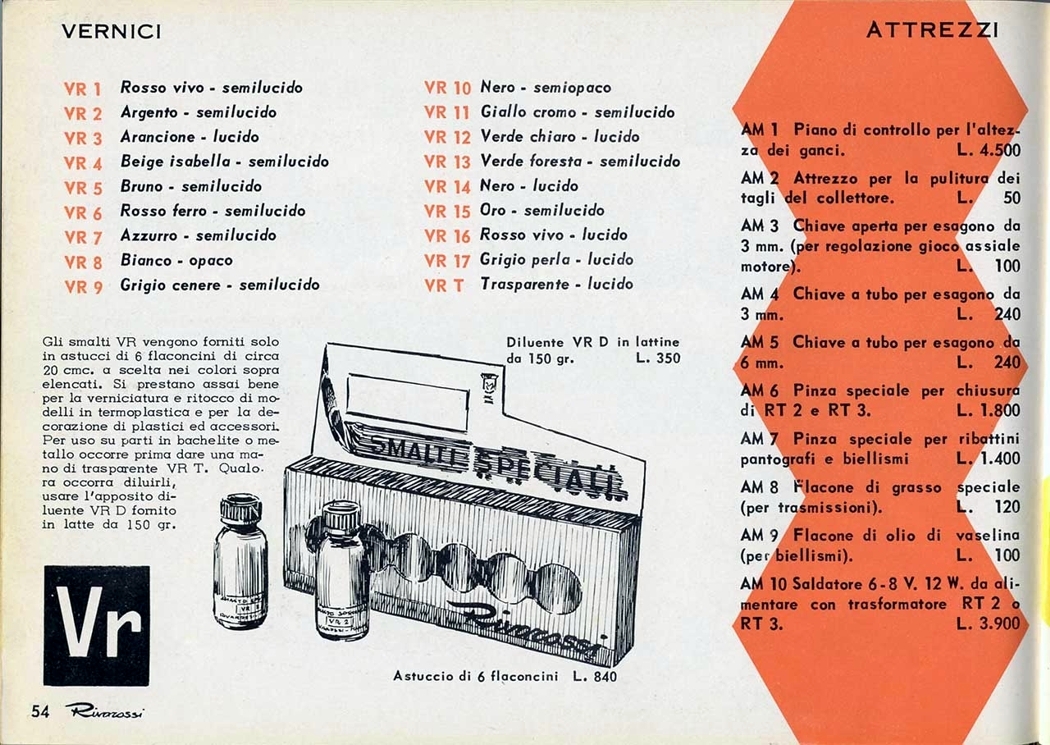 VERNICI
VR 1 Rosso vivo - semilucido
VR 2 Argento - semilucido
VR 3 Arancione - lucido
VR 4 Beige isabella - semilucido
VR 5 Bruno - semilucido
VR 6 Rosso ferro - semilucido
VR 7 Azzurro - semilucido
VR 8 Bianco - opaco
VR 9 Grigio cenere - semilucido
VR 10 Nero - semiopaco
VR 11 Giallo cromo - semilucido
VR 12 Verde chiaro - lucido
VR 13 Verde foresta - semilucido
VR 14 Nero - lucido
VR 15 Oro - semilucido
VR 16 Rosso vivo - lucido
VR 17 Grigio perla - lucido
VR T Trasparente - lucido
Gli smalti VR vengono forniti solo
in astucci di 6 flaconcini di circa
20 cmc. a scelta nei colori sopra
elencati. Si prestano assai bene
per la verniciatura e ritocco di mo-
delli in termoplastica e per la de-
corazione di plastici ed accessori.
Per uso su parti in bachelite o me-
tallo occorre prima dare una ma-
no di trasparente VR T. Qualo-
ra occorra diluirli,
usare l'apposito di-
luente VR D fornito
in latte da 150 gr.
Diluente VR D in lattine
da 150 gr. L. 350
SMALTI SPECIALI
VR 2
Rivarossi
Astuccio di 6 flaconcini L. 840
Vr
54 Rivarossi
ATTREZZI
AM 1 Piano di controllo per l'altez-
za dei ganci. L. 4.500
AM 2 Attrezzo per la pulitura dei
tagli del collettore. L. 50
AM 3 Chiave aperta per esagono da
3 mm. (per regolazione gioco assiale
motore). L. 100
AM 4 Chiave a tubo per esagono da
3 mm. L. 240
AM 5 Chiave a tubo per esagono da
6 mm. L. 240
AM 6 Pinza speciale per chiusura
di RT 2 e RT 3. L. 1.800
AM 7 Pinza speciale per ribattini
pantografi e biellismi L. 1.400
AM 8 Flacone di grasso speciale
(per trasmissioni). L. 120
AM 9 Flacone di olio di vaselina
(per biellismi). L. 100
AM 10 Saldatore 6-8 V. 12 W. da ali-
mentare con trasformatore RT 2 o
RT 3. L. 3.900